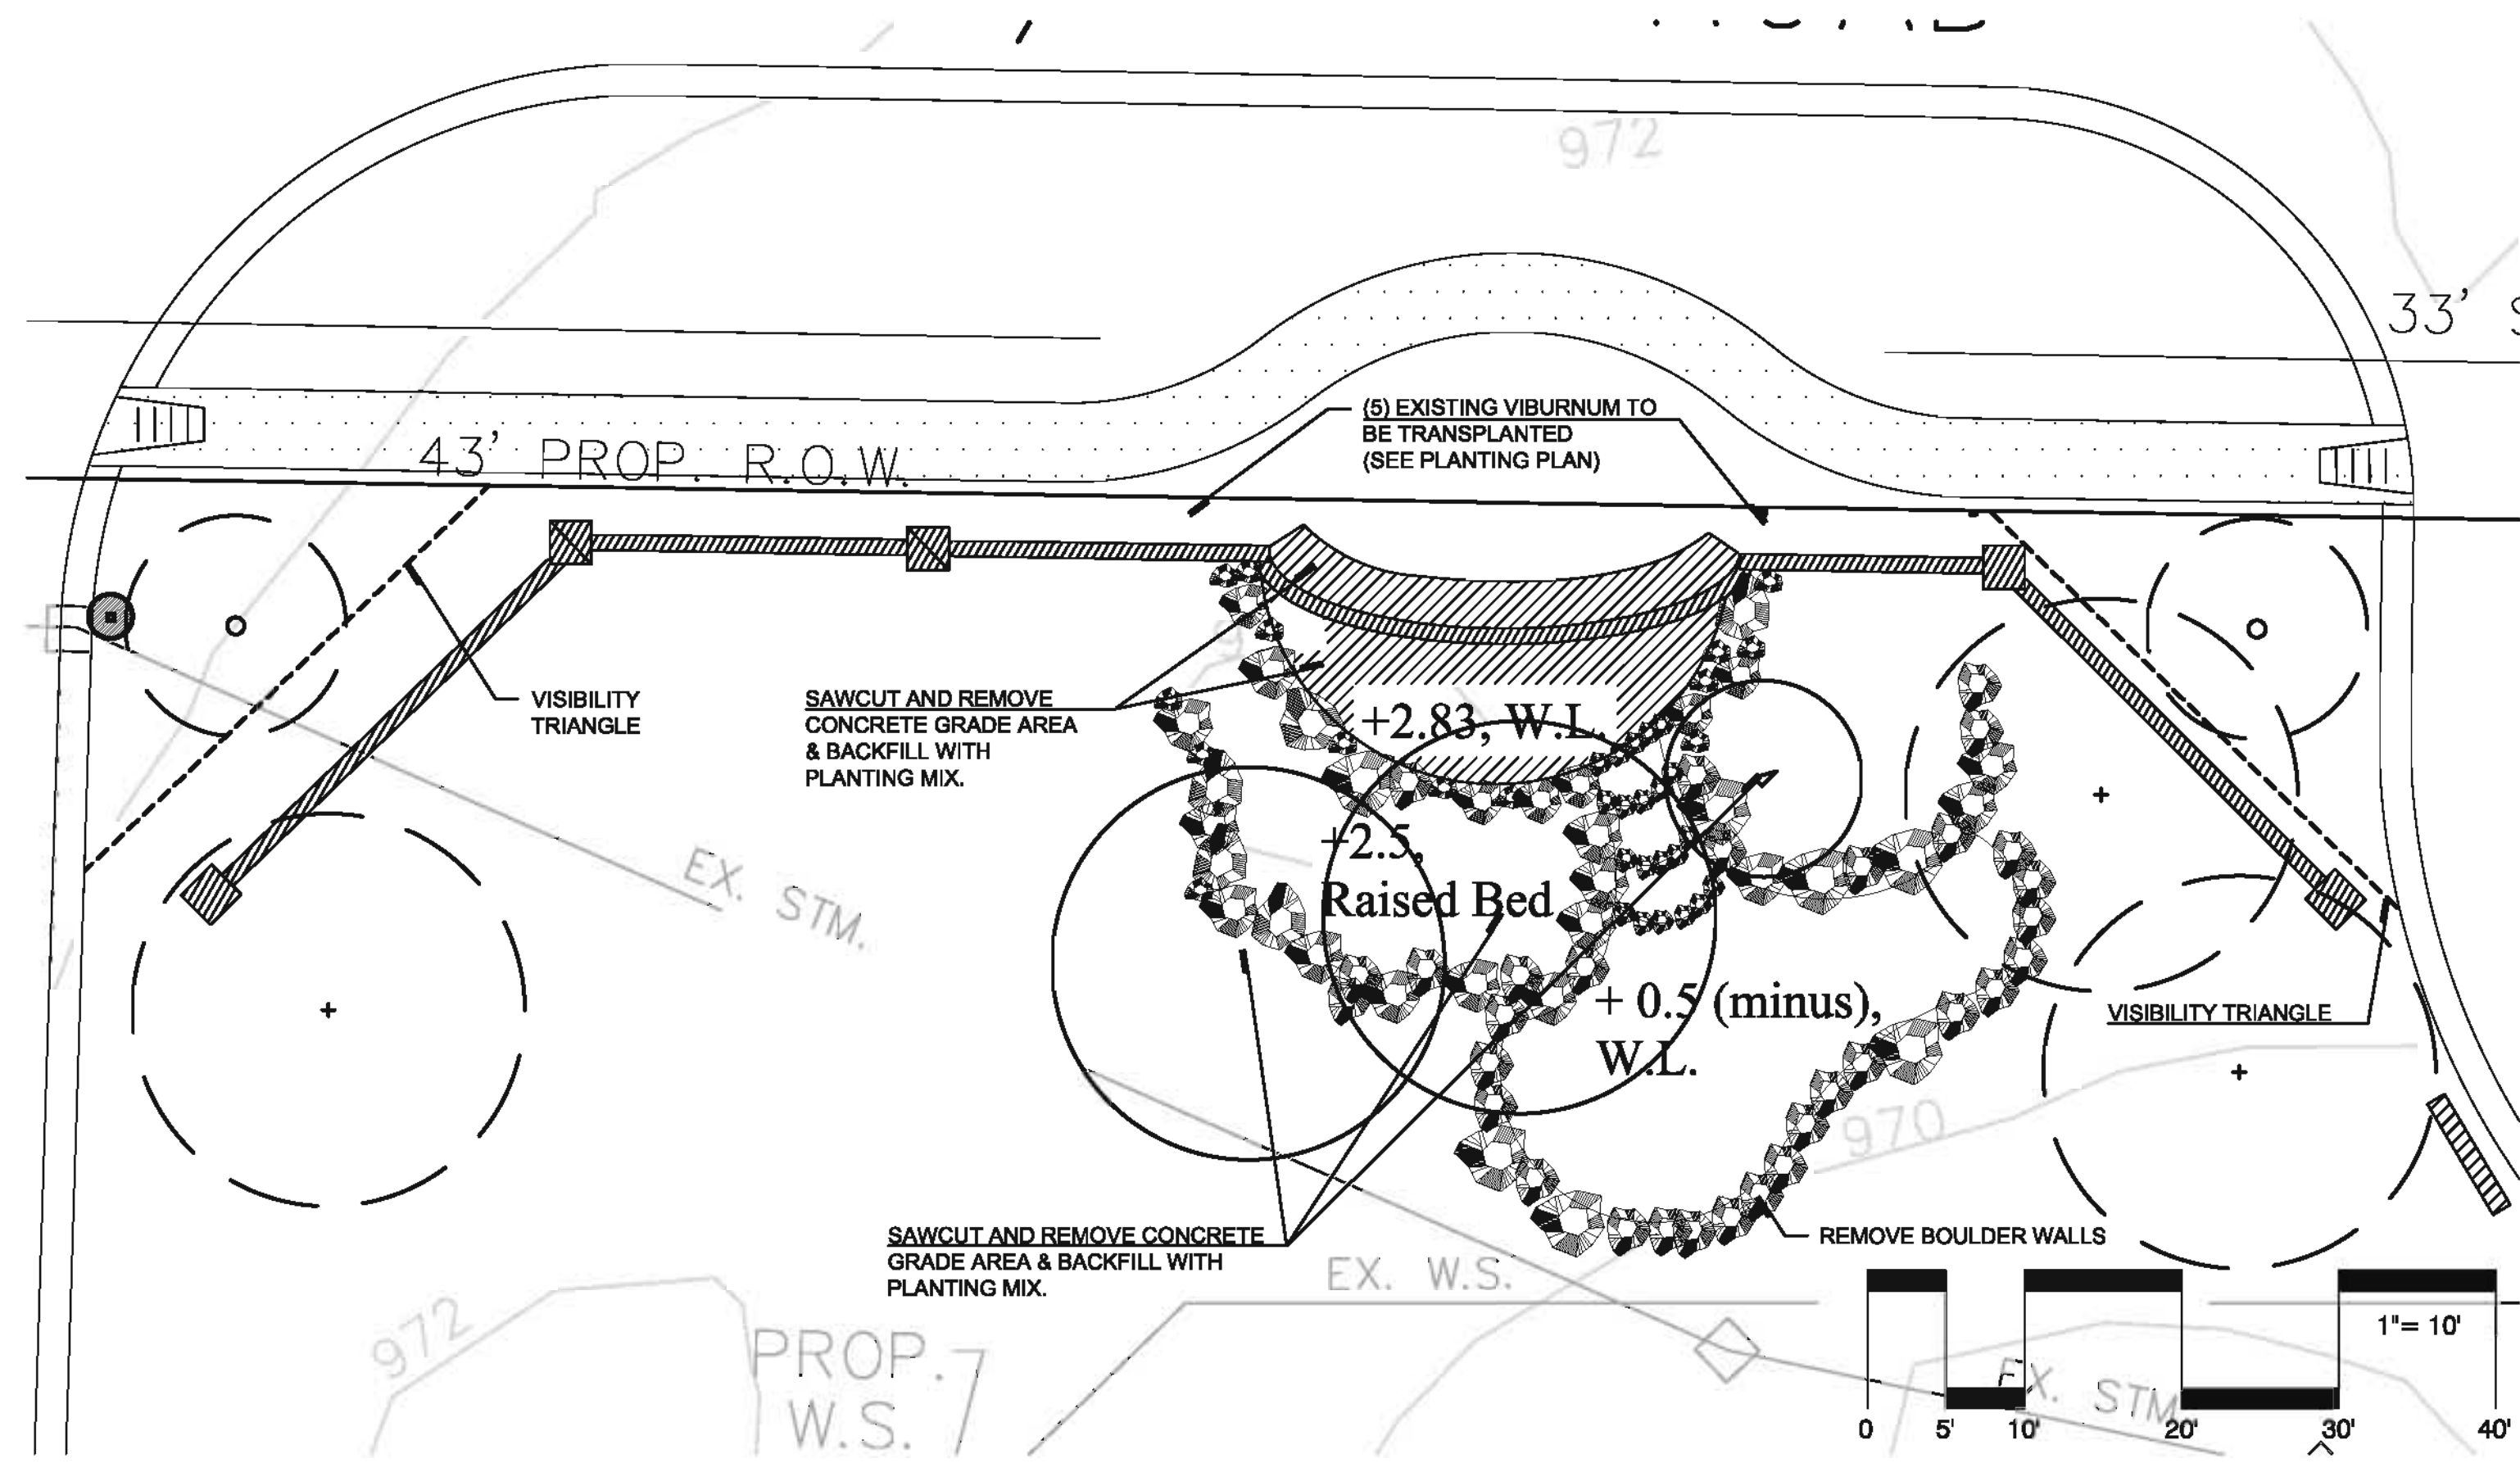 972
33'
43' PROP. R.O.W.
(5) EXISTING VIBURNUM TO
BE TRANSPLANTED
(SEE PLANTING PLAN)
VISIBILITY
TRIANGLE
SAWCUT AND REMOVE
CONCRETE GRADE AREA
& BACKFILL WITH
PLANTING MIX.
+2.83, W.L.
+2.5,
Raised Bed
EX. STM.
+ 0.5 (minus),
W.L.
VISIBILITY TRIANGLE
970
SAWCUT AND REMOVE CONCRETE
GRADE AREA & BACKFILL WITH
PLANTING MIX.
REMOVE BOULDER WALLS
EX. W.S.
972
PROP.
W.S.
EX. STM
1"= 10'
0 5' 10' 20' 30' 40'